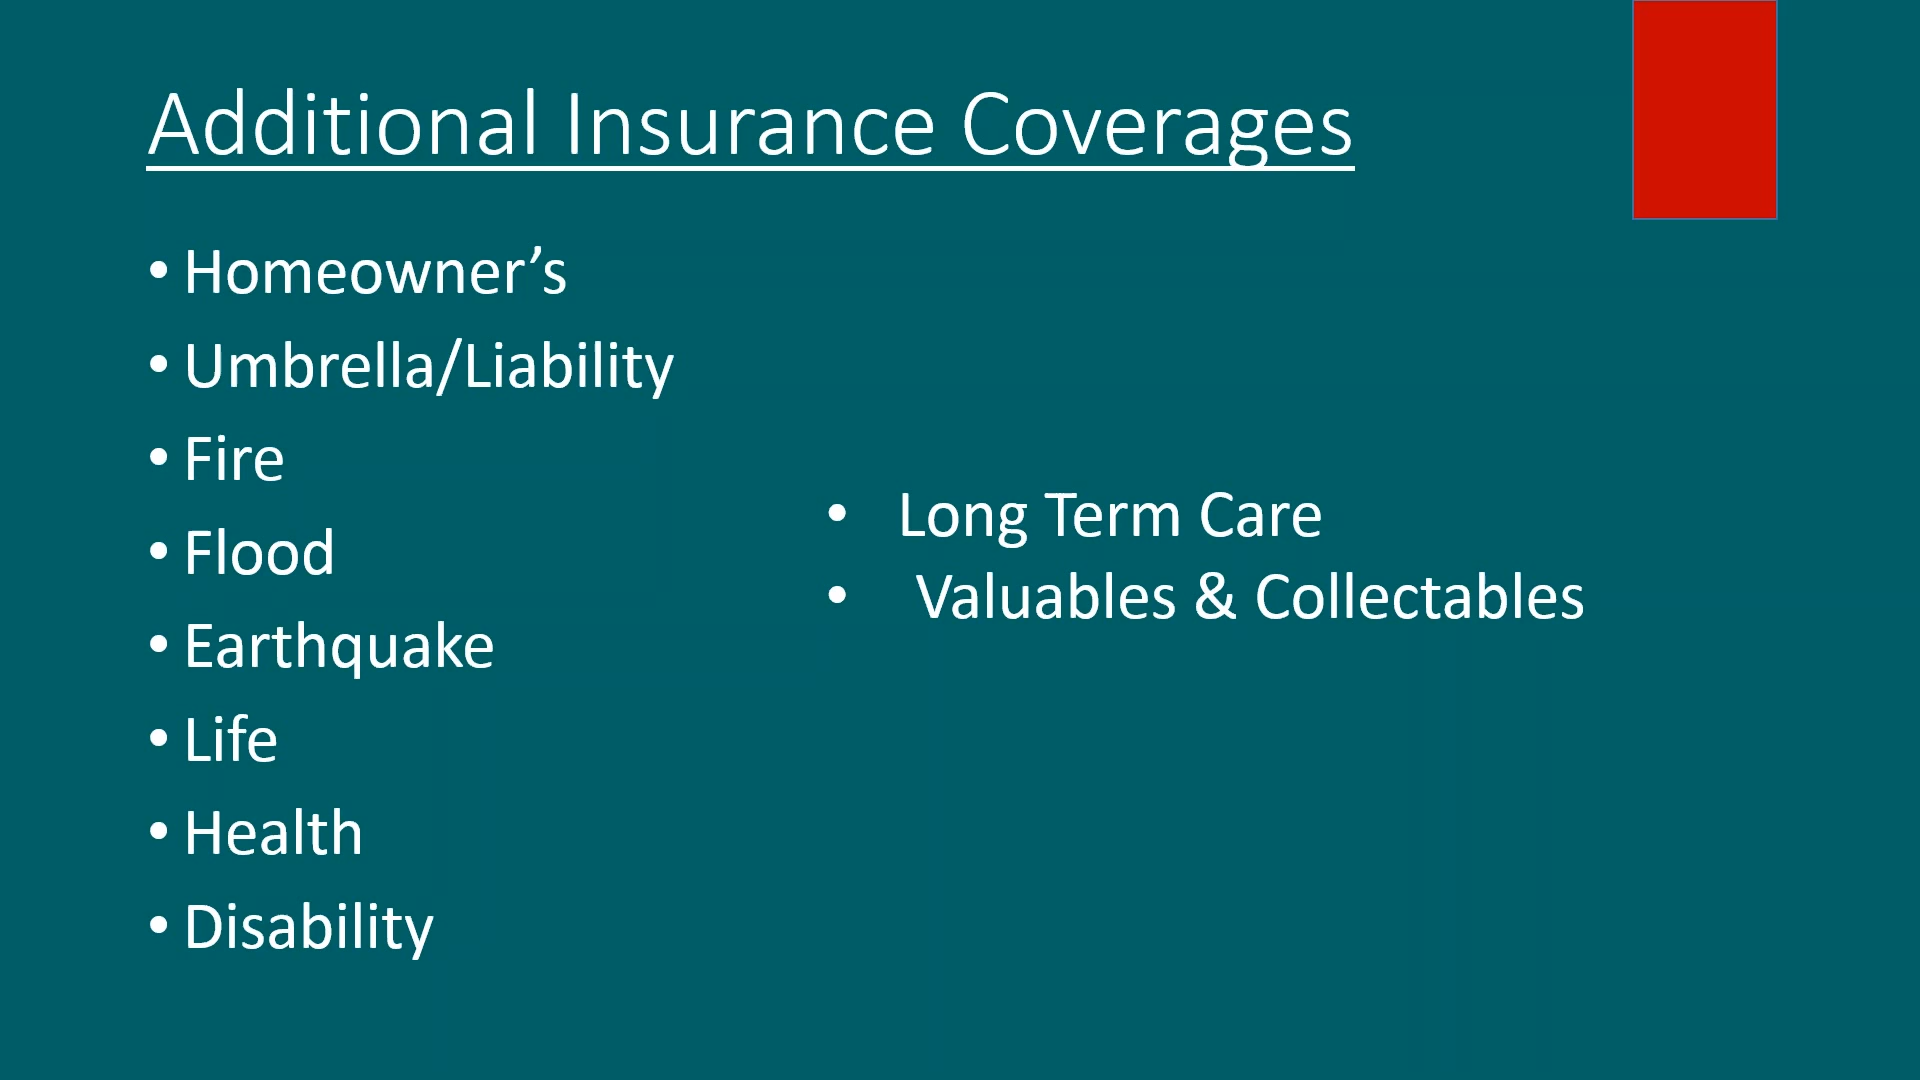 Additional Insurance Coverages
• Homeowner’s
• Umbrella/Liability
• Fire
• Flood
• Earthquake
• Life
• Health
• Disability
• Long Term Care
• Valuables & Collectables